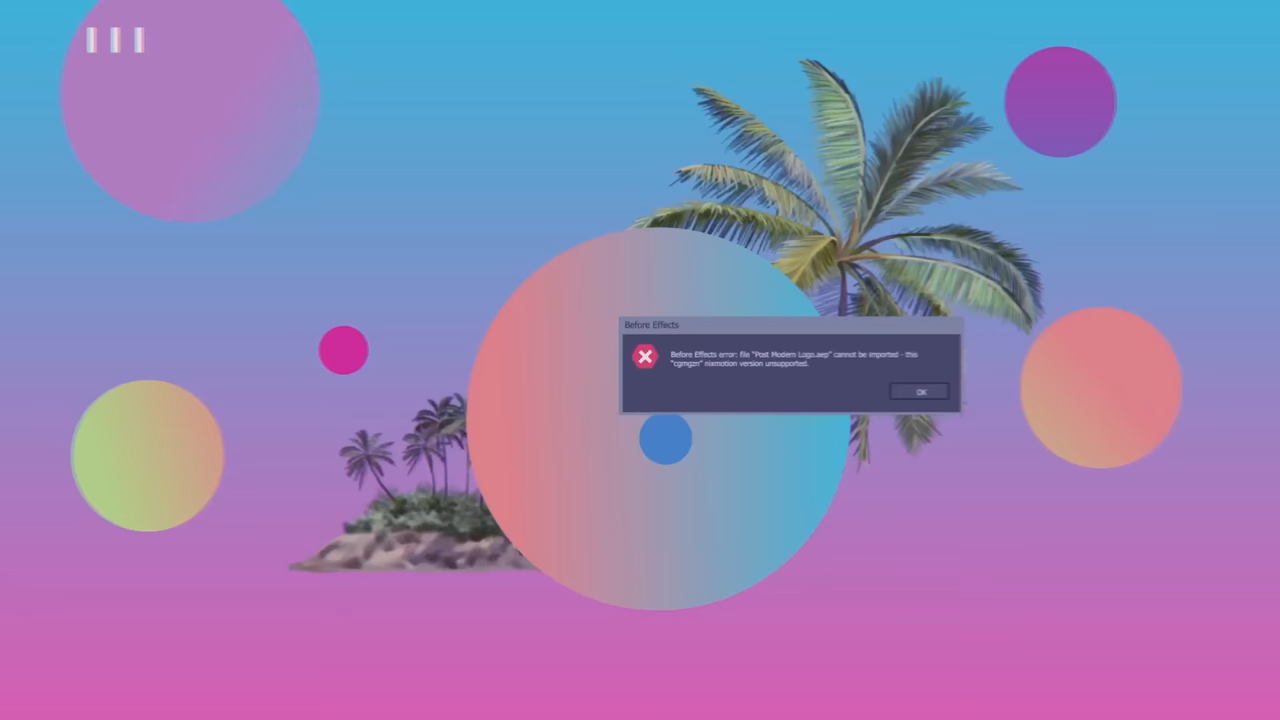 Before Effects
Before Effects error: file "Post Modern Logo.aep" cannot be imported - this
"cgmgzn" nixmotion version unsupported.
OK